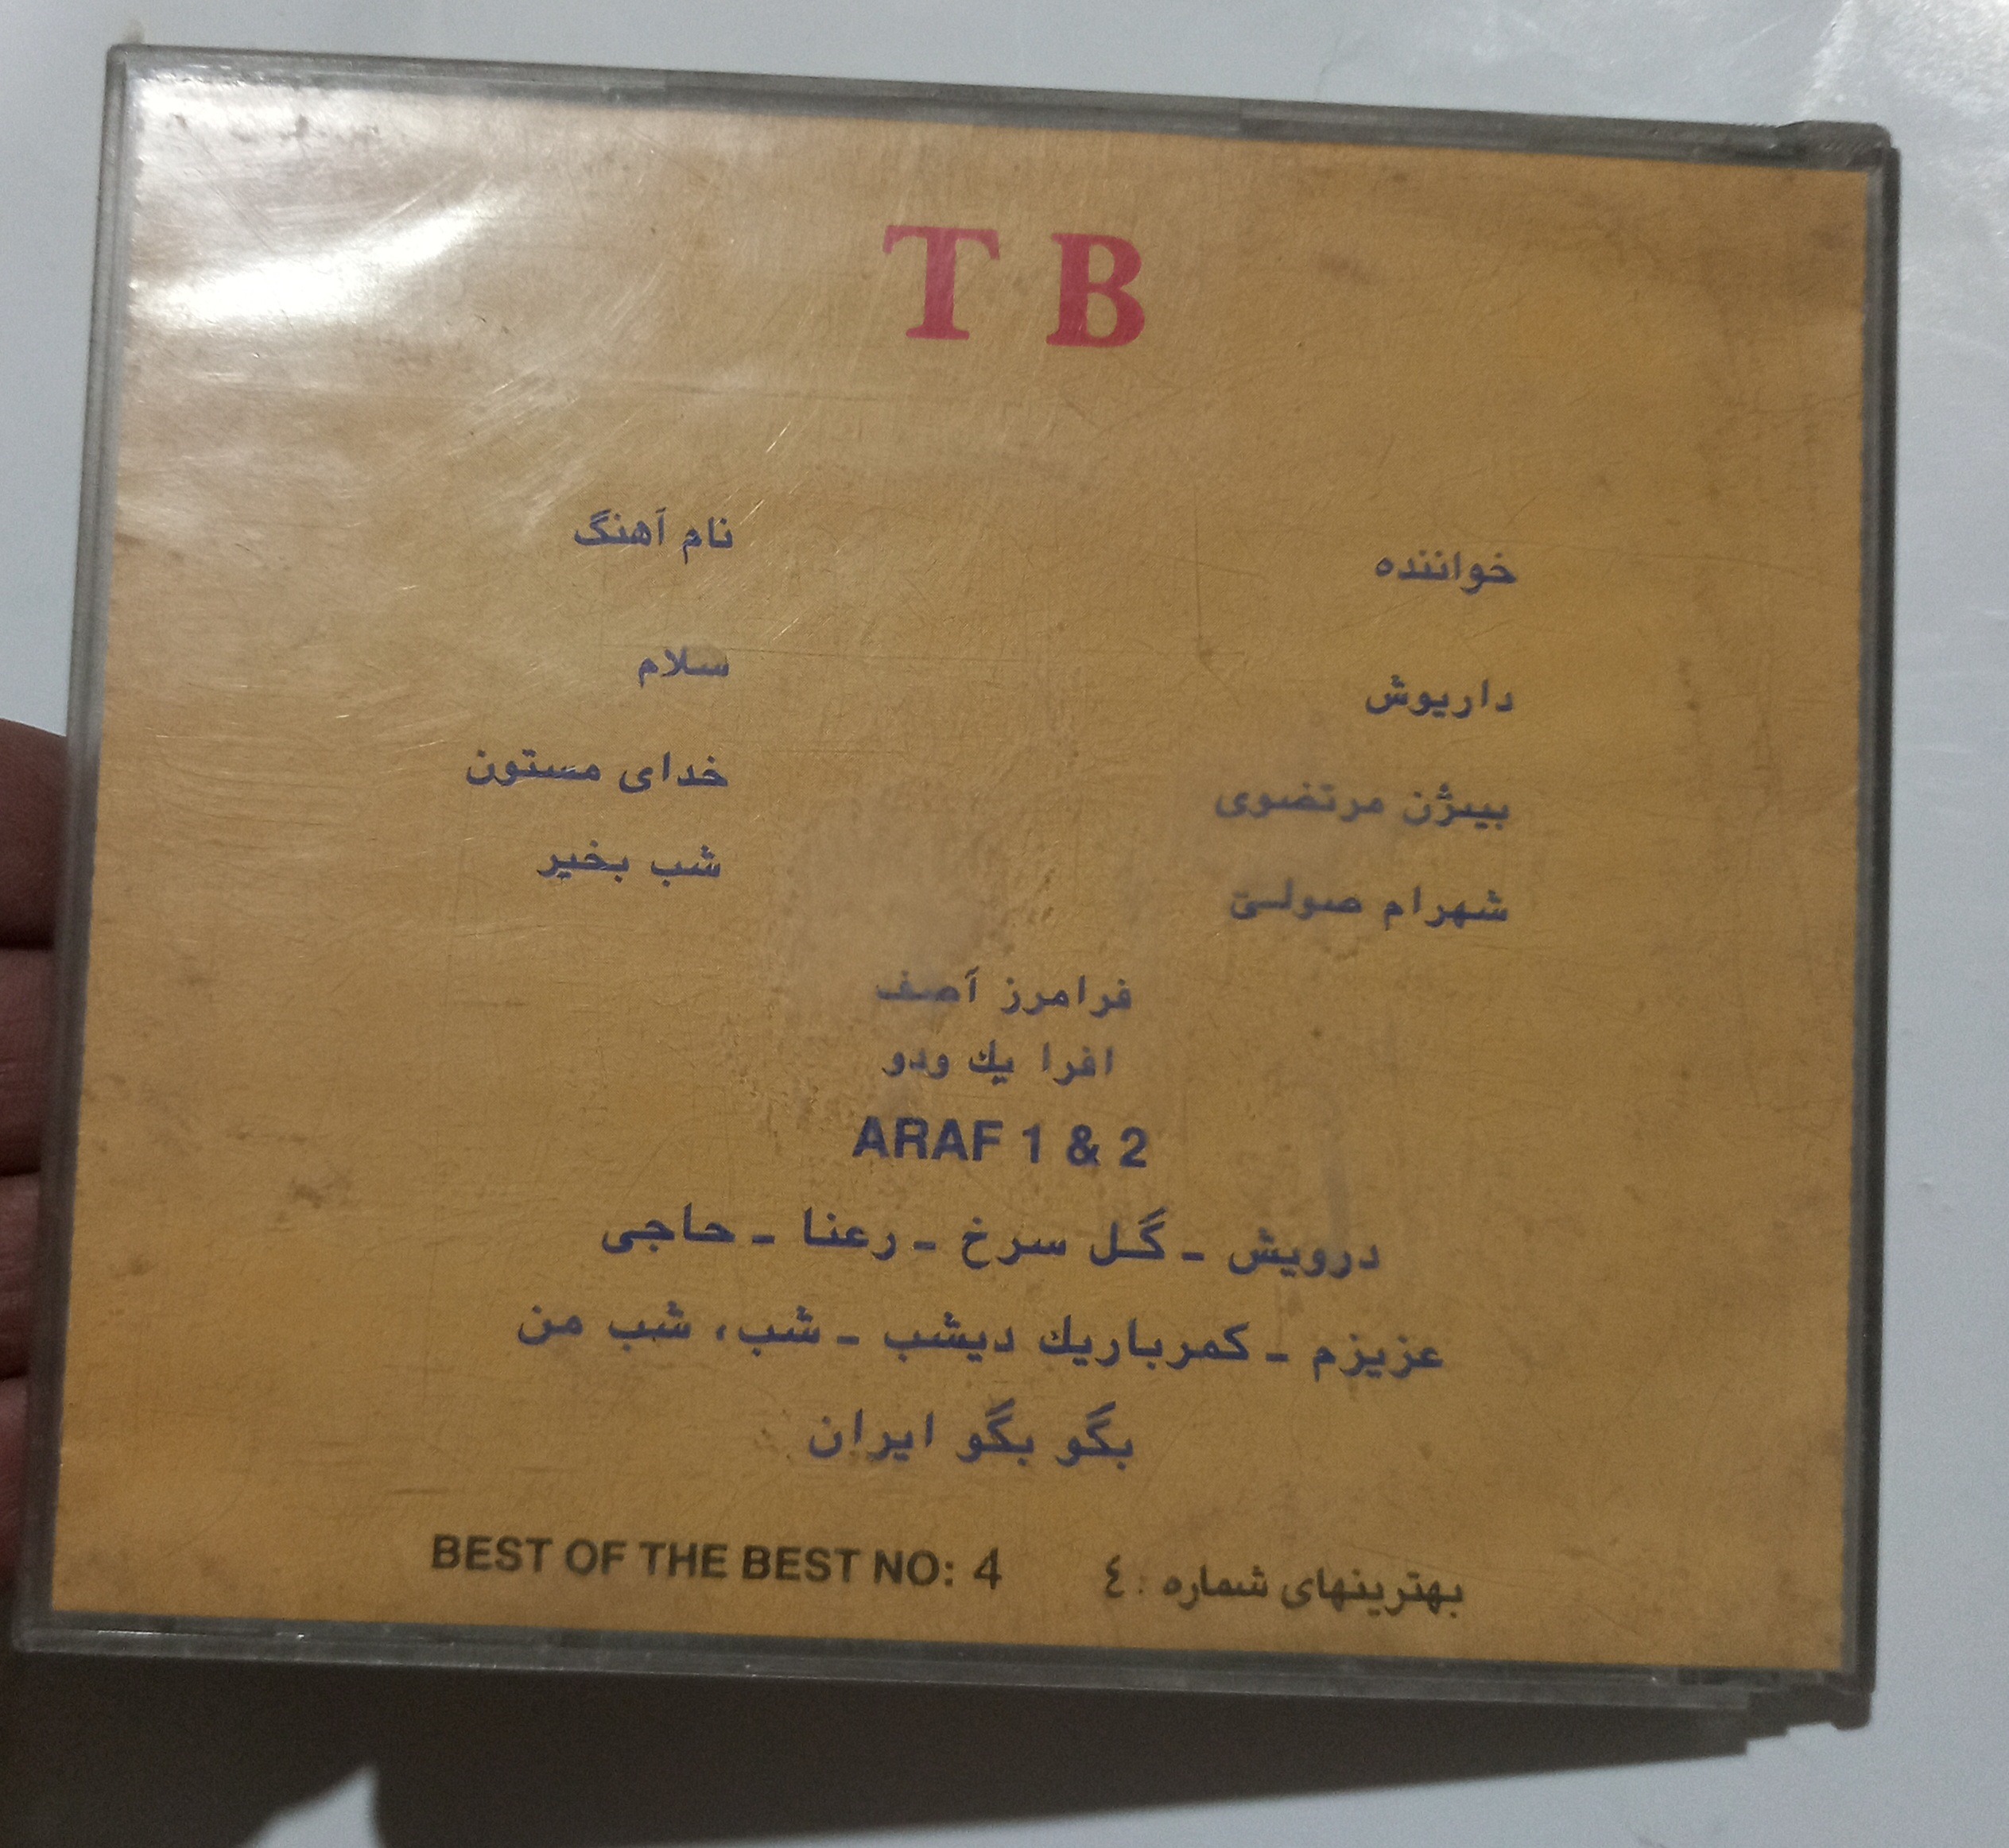 T B
خواننده نام آهنگ
داریوش سلام
بیژن مرتضوی خدای مستون
شهرام صولتی شب بخیر
فرامرز آصف
افرا یك ودو
ARAF 1 & 2
درویش - گل سرخ - رعنا - حاجی
عزیزم - کمرباریك دیشب - شب، شب من
بگو بگو ایران
بهترینهای شماره : ٤ BEST OF THE BEST NO: 4